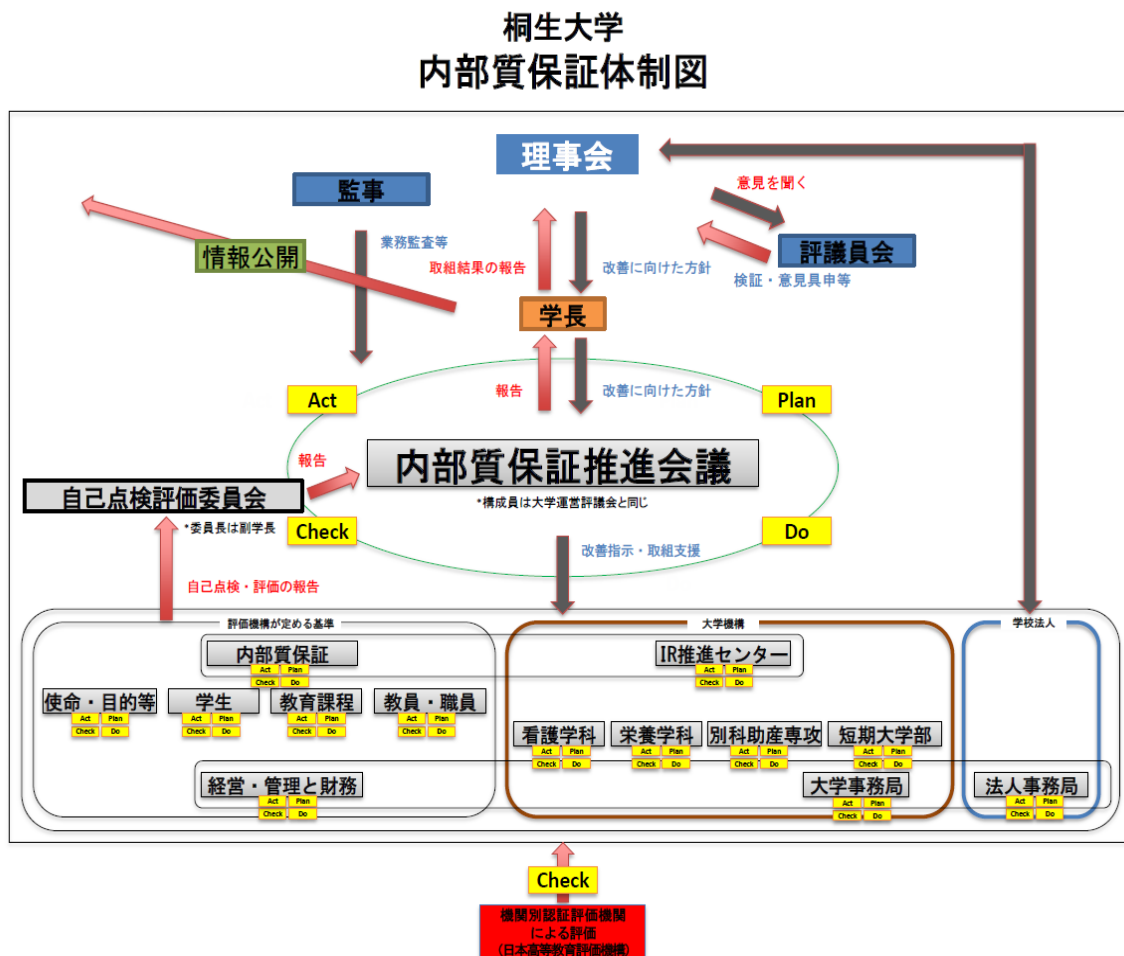 桐生大学
内部質保証体制図
理事会
監事
意見を聞く
業務監査等
情報公開
評議員会
取組結果の報告
改善に向けた方針
検証・意見具申等
学長
Act
報告
改善に向けた方針
Plan
報告
内部質保証推進会議
自己点検評価委員会
*構成員は大学運営評議会と同じ
*委員長は副学長
Check
Do
改善指示・取組支援
自己点検・評価の報告
評価機構が定める基準
大学機構
学校法人
内部質保証
Act Plan
Check Do
IR推進センター
Act Plan
Check Do
使命・目的等
Act Plan
Check Do
学生
Act Plan
Check Do
教育課程
Act Plan
Check Do
教員・職員
Act Plan
Check Do
看護学科
Act Plan
Check Do
栄養学科
Act Plan
Check Do
別科助産専攻
Act Plan
Check Do
短期大学部
Act Plan
Check Do
経営・管理と財務
Act Plan
Check Do
大学事務局
Act Plan
Check Do
法人事務局
Act Plan
Check Do
Check
機関別認証評価機関
による評価
(日本高等教育評価機構)